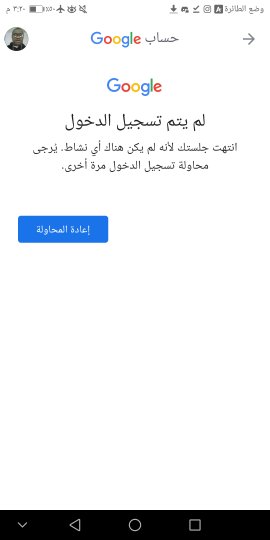 وضع الطائرة
٥٠٪
٣:٢٠ م
حساب Google
Google
لم يتم تسجيل الدخول
انتهت جلستك لأنه لم يكن هناك أي نشاط. يُرجى
محاولة تسجيل الدخول مرة أخرى.
إعادة المحاولة